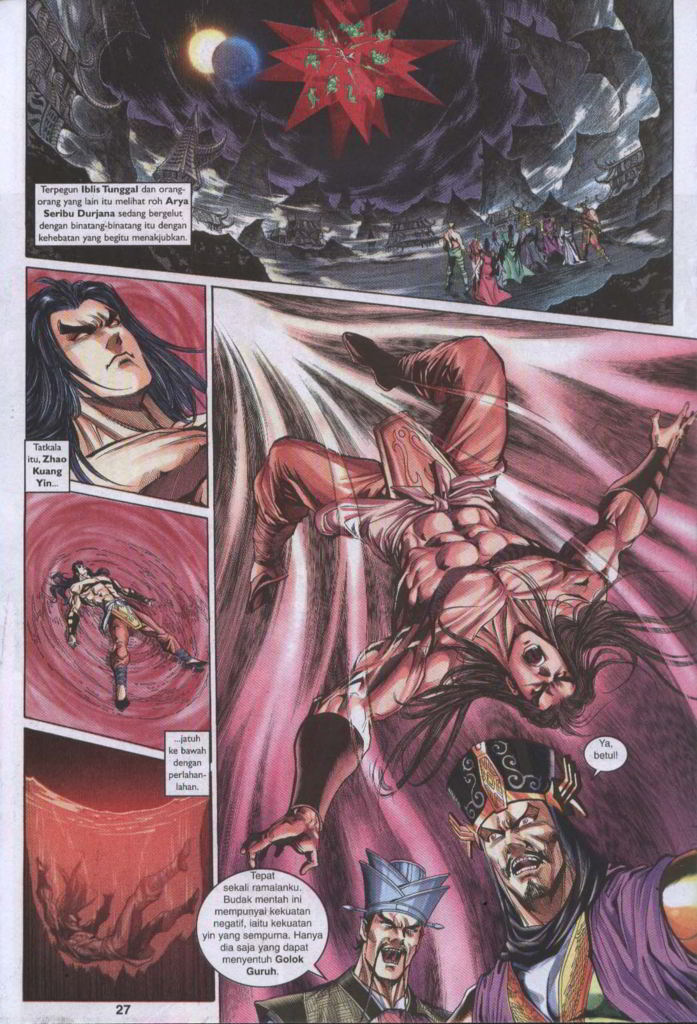 Terpegun Iblis Tunggal dan orang-
orang yang lain itu melihat roh Arya
Seribu Durjana sedang bergelut
dengan binatang-binatang itu dengan
kehebatan yang begitu menakjubkan.
Tatkala
itu, Zhao
Kuang
Yin...
...jatuh
ke bawah
dengan
perlahan-
lahan.
Ya,
betul!
Tepat
sekali ramalanku.
Budak mentah ini
mempunyai kekuatan
negatif, iaitu kekuatan
yin yang sempurna. Hanya
dia saja yang dapat
menyentuh Golok
Guruh.
27